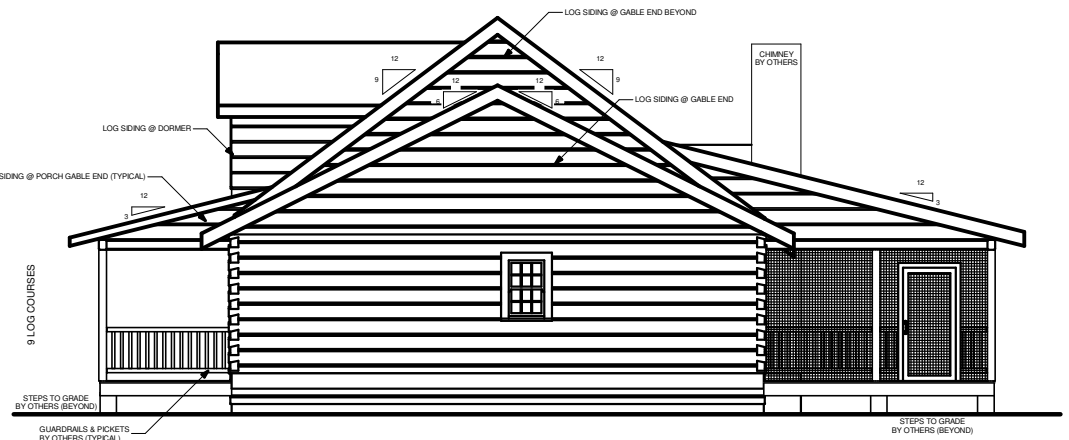 LOG SIDING @ GABLE END BEYOND
CHIMNEY
BY OTHERS
12
12
9
9
12
12
6
6
LOG SIDING @ GABLE END
LOG SIDING @ DORMER
SIDING @ PORCH GABLE END (TYPICAL)
12
3
12
3
9 LOG COURSES
STEPS TO GRADE
BY OTHERS (BEYOND)
GUARDRAILS & PICKETS
BY OTHERS (TYPICAL)
STEPS TO GRADE
BY OTHERS (BEYOND)